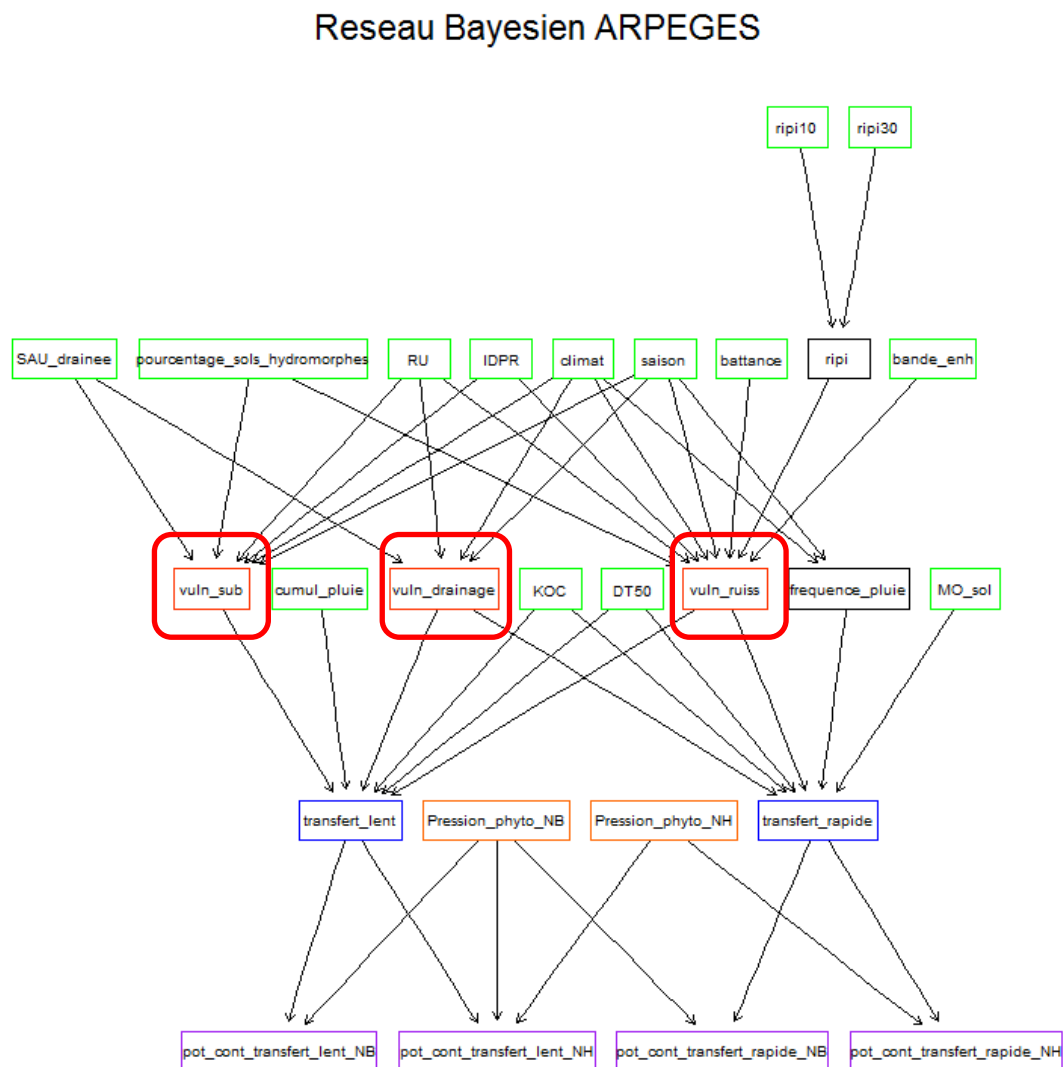 Reseau Bayesien ARPEGES
ripi10 ripi30
SAU_drainee pourcentage_sols_hydromorphes RU IDPR climat saison battance ripi bande_enh
vuln_sub cumul_pluie vuln_drainage KOC DT50 vuln_ruiss frequence_pluie MO_sol
transfert_lent Pression_phyto_NB Pression_phyto_NH transfert_rapide
pot_cont_transfert_lent_NB pot_cont_transfert_lent_NH pot_cont_transfert_rapide_NB pot_cont_transfert_rapide_NH